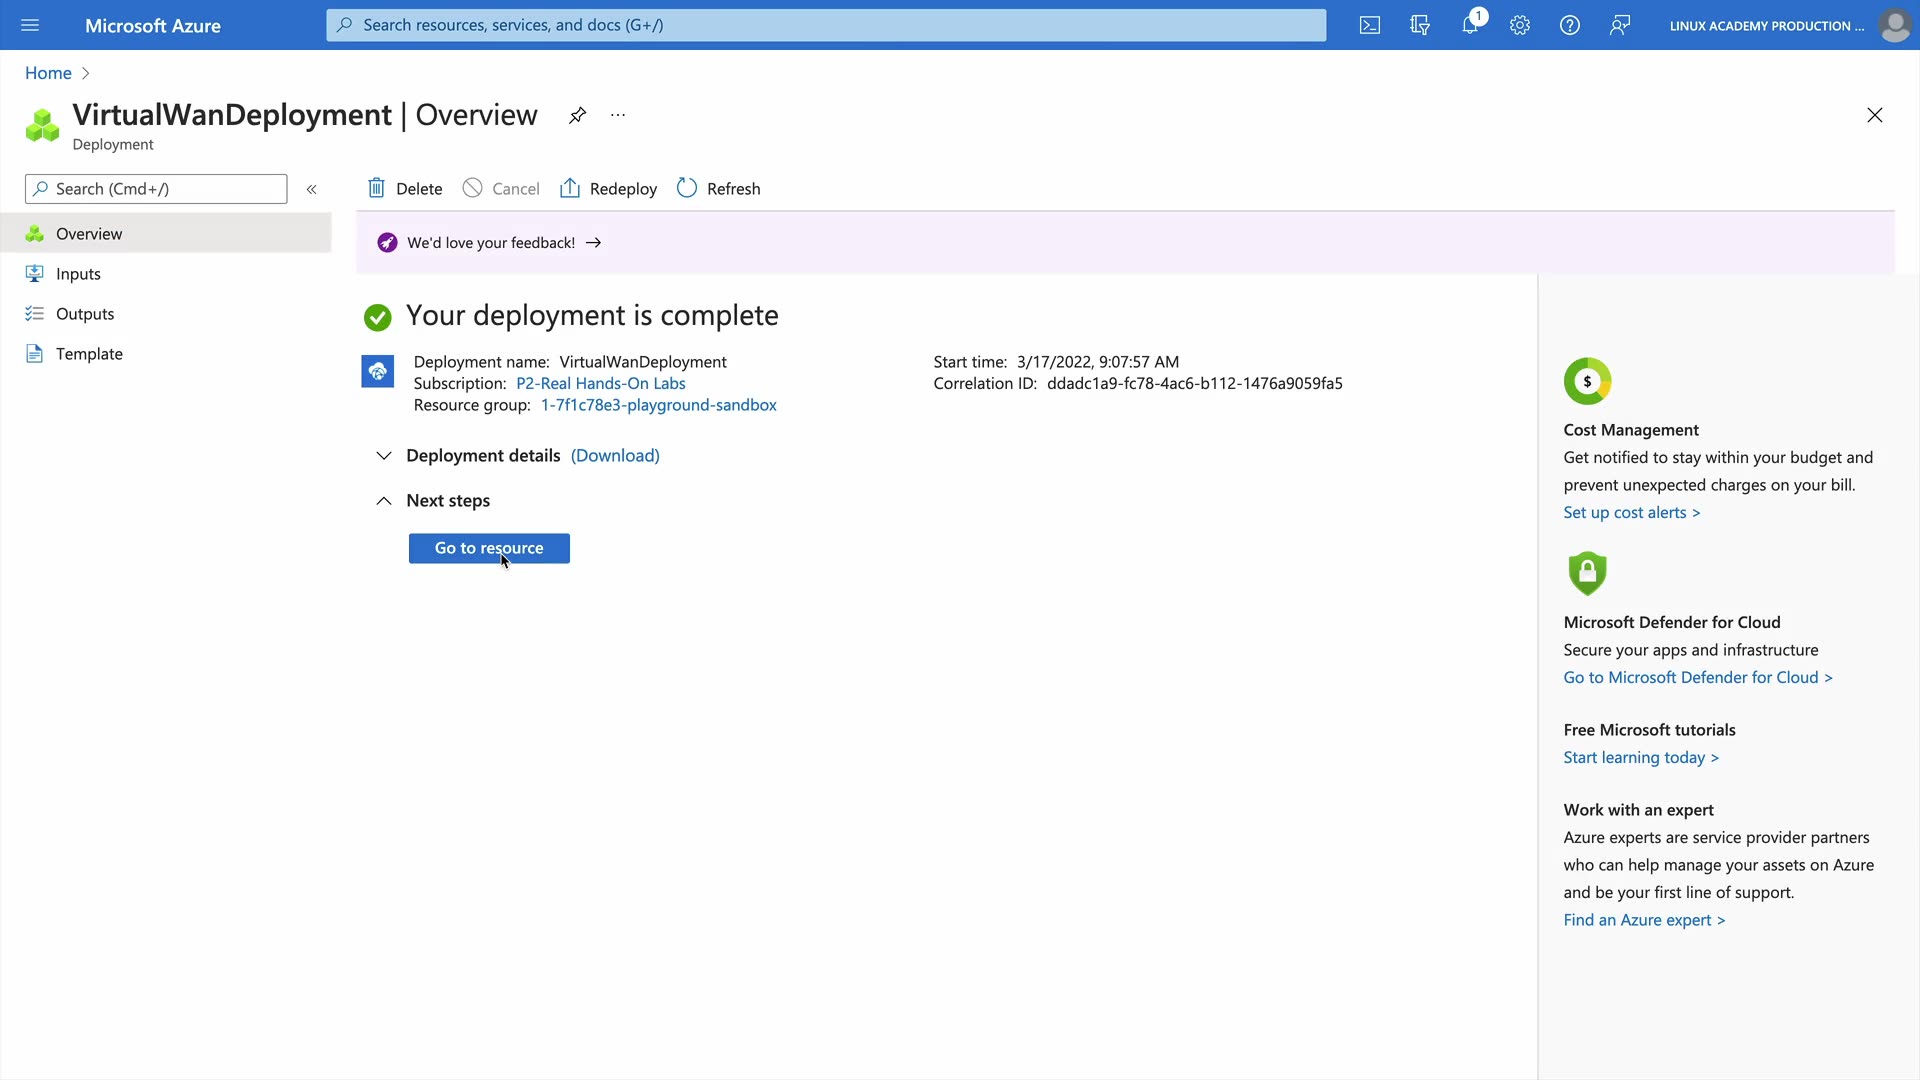 Microsoft Azure
Search resources, services, and docs (G+/)
1
LINUX ACADEMY PRODUCTION ...
Home
VirtualWanDeployment | Overview
...
Deployment
Search (Cmd+/)
«
Delete
Cancel
Redeploy
Refresh
Overview
Inputs
Outputs
Template
We'd love your feedback! →
Your deployment is complete
Deployment name: VirtualWanDeployment
Subscription: P2-Real Hands-On Labs
Resource group: 1-7f1c78e3-playground-sandbox
Start time: 3/17/2022, 9:07:57 AM
Correlation ID: ddadc1a9-fc78-4ac6-b112-1476a9059fa5
Deployment details (Download)
Next steps
Go to resource
$
Cost Management
Get notified to stay within your budget and
prevent unexpected charges on your bill.
Set up cost alerts >
Microsoft Defender for Cloud
Secure your apps and infrastructure
Go to Microsoft Defender for Cloud >
Free Microsoft tutorials
Start learning today >
Work with an expert
Azure experts are service provider partners
who can help manage your assets on Azure
and be your first line of support.
Find an Azure expert >